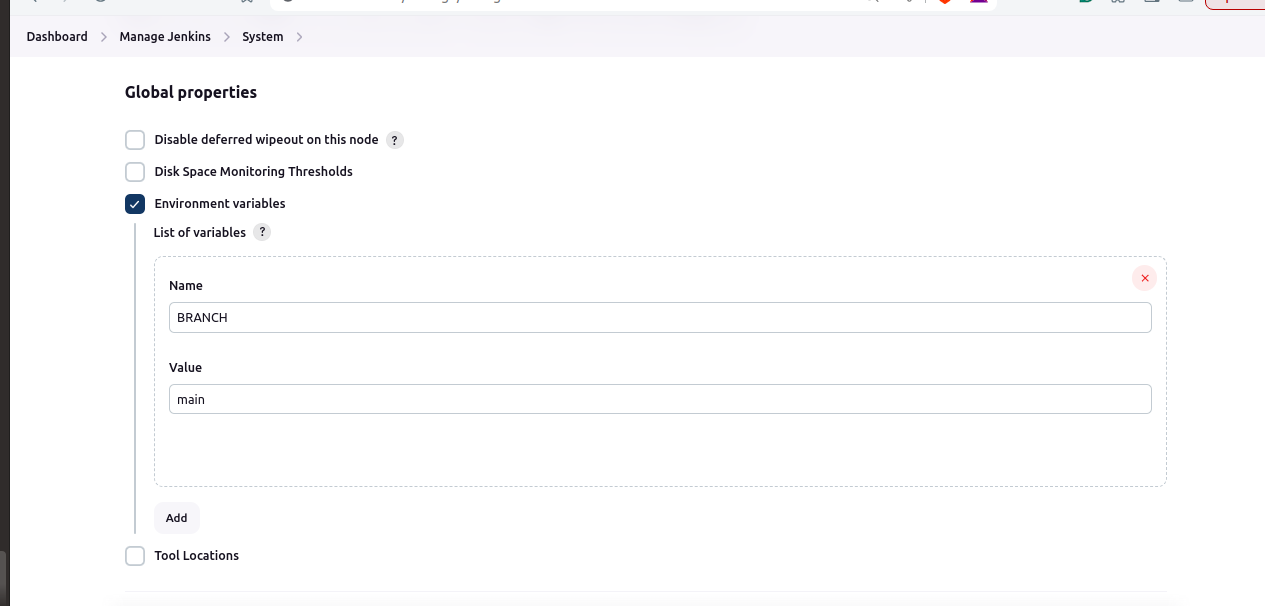 Dashboard > Manage Jenkins > System >
Global properties
Disable deferred wipeout on this node ?
Disk Space Monitoring Thresholds
Environment variables
List of variables ?
Name
BRANCH
Value
main
Add
Tool Locations